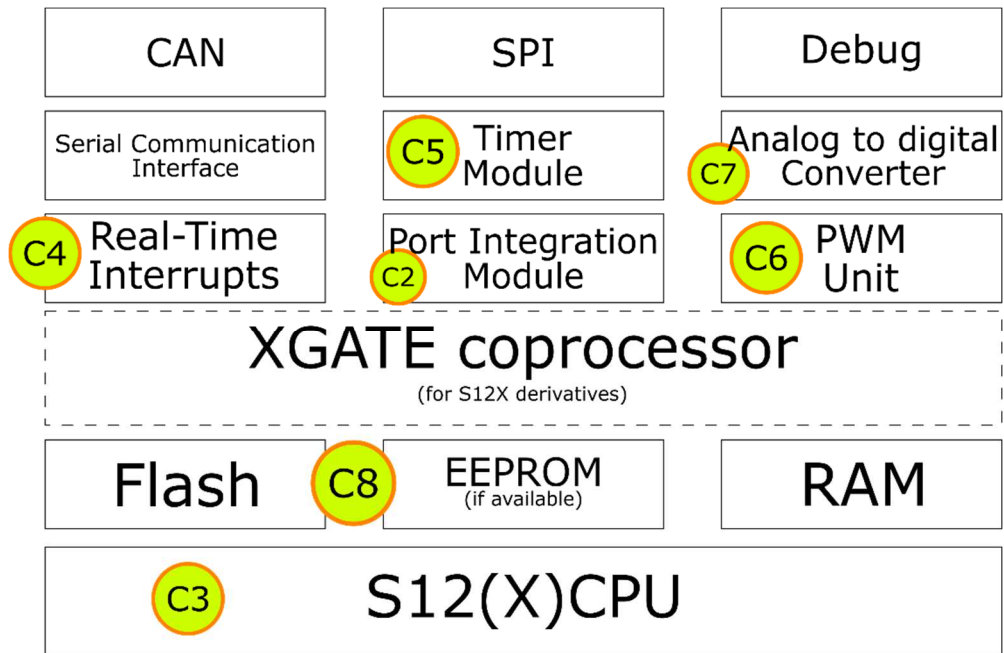 CAN
SPI
Debug
Serial Communication
Interface
C5
Timer
Module
C7
Analog to digital
Converter
C4
Real-Time
Interrupts
C2
Port Integration
Module
C6
PWM
Unit
XGATE coprocessor
(for S12X derivatives)
Flash
C8
EEPROM
(if available)
RAM
C3
S12(X)CPU